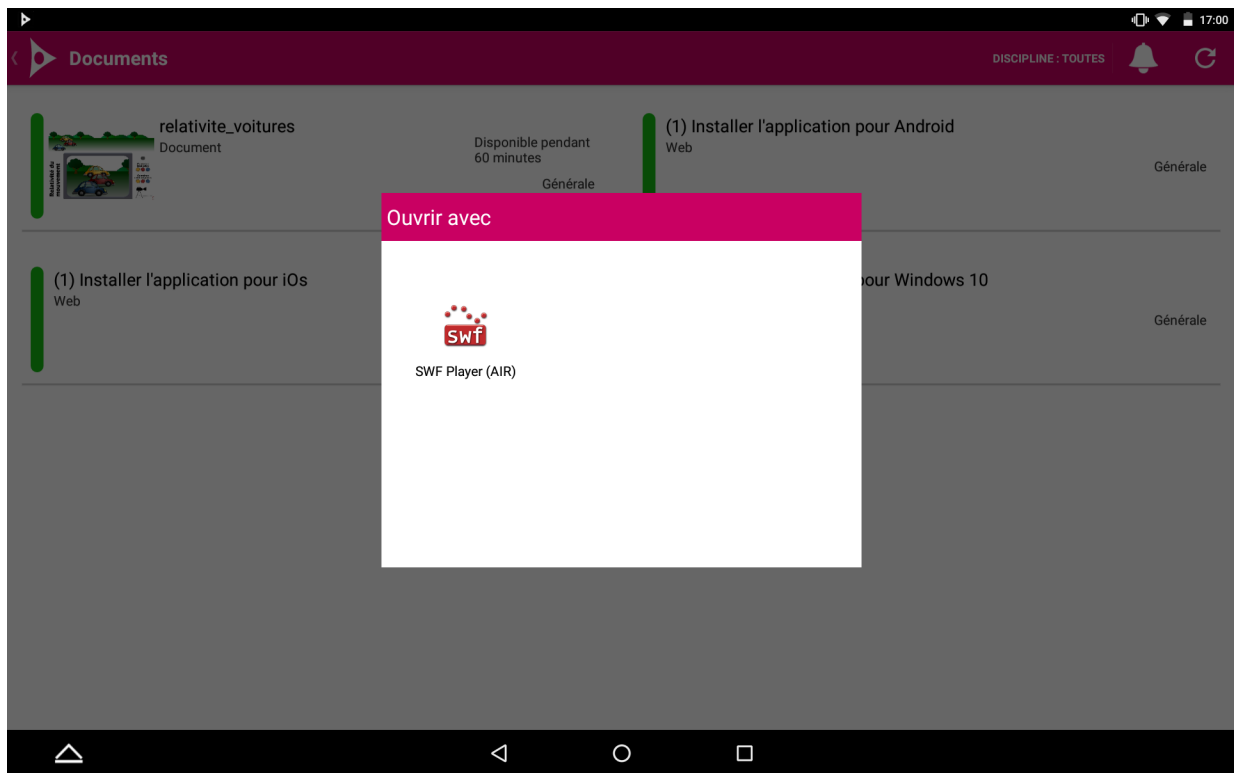 17:00
Documents
DISCIPLINE : TOUTES
relativite_voitures
Document
Disponible pendant
60 minutes
Générale
(1) Installer l'application pour Android
Web
Générale
Ouvrir avec
swf
SWF Player (AIR)
(1) Installer l'application pour iOs
Web
pour Windows 10
Générale